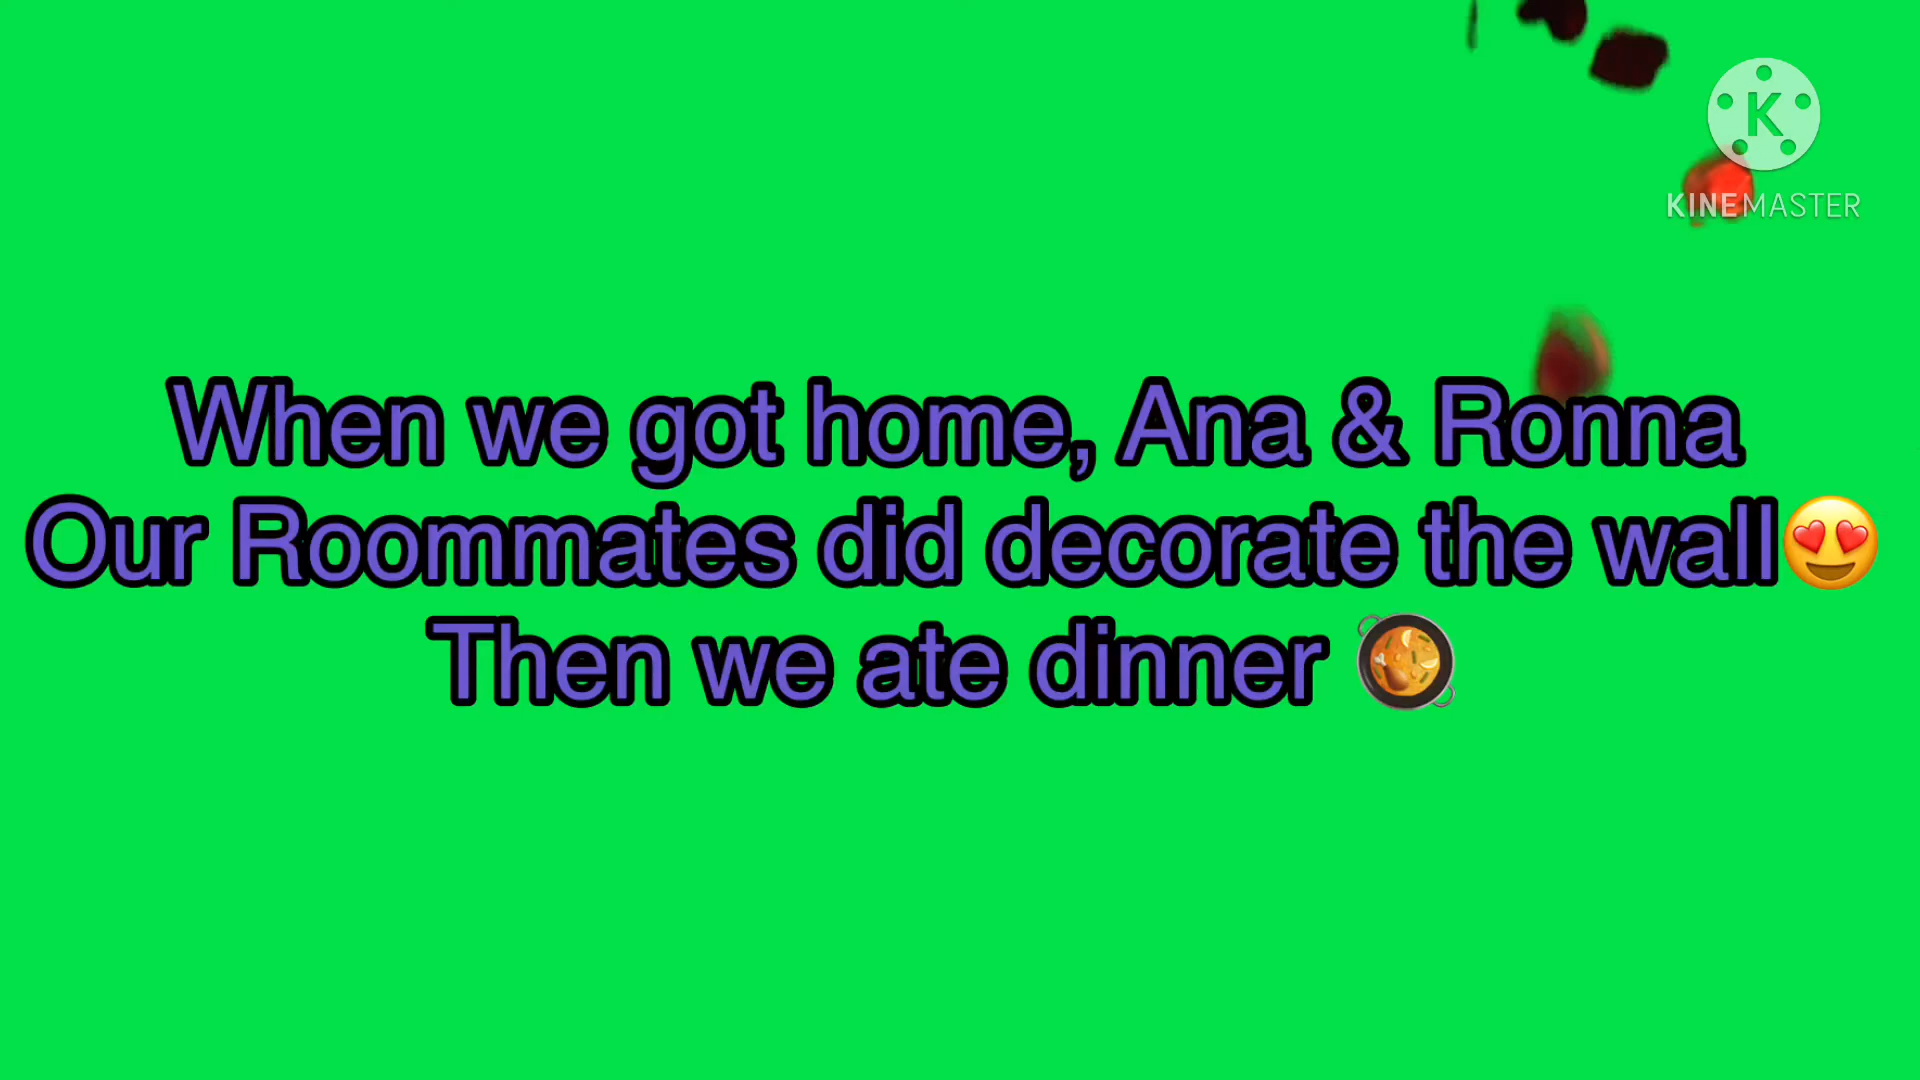 K
KINEMASTER
When we got home, Ana & Ronna
Our Roommates did decorate the wall😍
Then we ate dinner 🥘